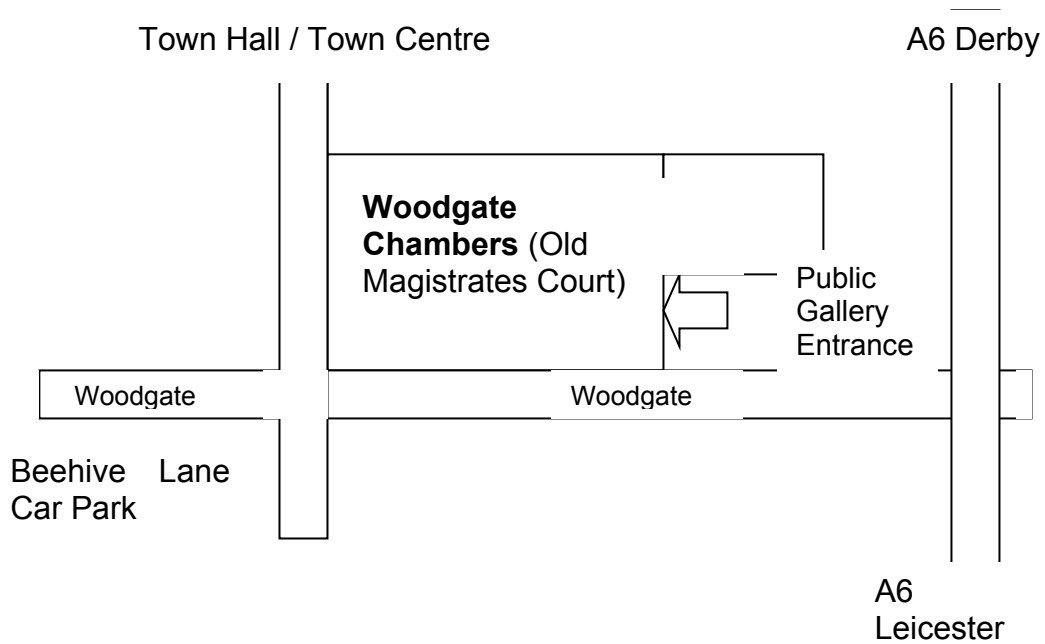 Town Hall / Town Centre
A6 Derby
Woodgate
Chambers (Old
Magistrates Court)
Public
Gallery
Entrance
Woodgate
Woodgate
Beehive Lane
Car Park
A6
Leicester